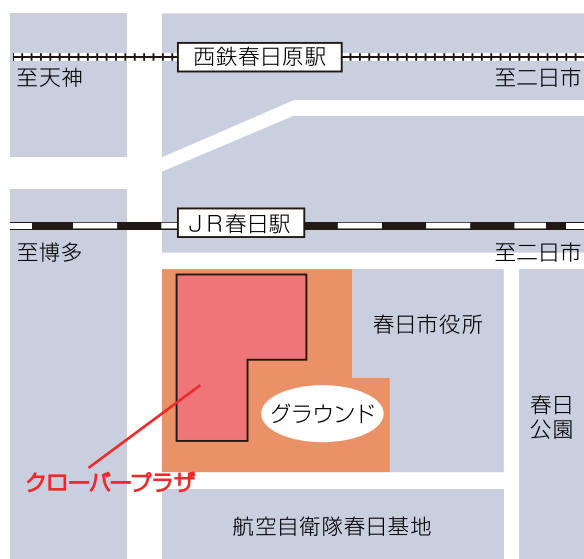 西鉄春日原駅
至天神
至二日市
JR春日駅
至博多
至二日市
春日市役所
グラウンド
春日
公園
クローバープラザ
航空自衛隊春日基地